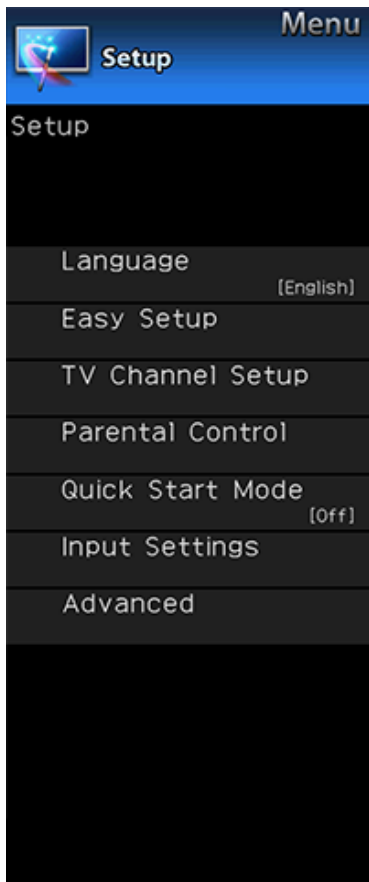 Menu
Setup
Setup
Language
[English]
Easy Setup
TV Channel Setup
Parental Control
Quick Start Mode
[Off]
Input Settings
Advanced